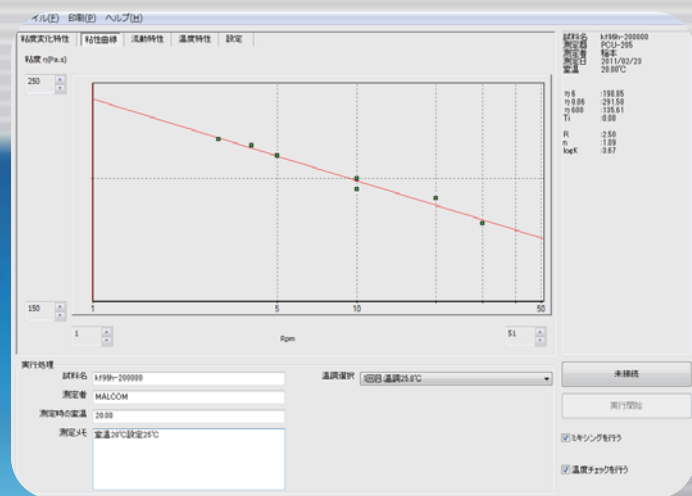 イル(F) 印刷(P) ヘルプ(H)
粘度変化特性 粘性曲線 流動特性 温度特性 設定
粘度 η(Pa.s)
250
150
1 5 10 50
1 Rpm 51
試料名 kf96h-200000
測定器 PCU-205
測定者 稲本
測定日 2011/02/23
室温 20.00℃
η5 :198.85
η0.06 :291.58
η600 :135.61
Ti :0.08
R :2.50
n :1.09
logK :3.67
実行処理
試料名 kf96h-200000
測定者 MALCOM
測定時の室温 20.00
測定メモ 室温20℃設定25℃
温調選択 1回目:温調25.0℃
未接続
実行開始
ミキシングを行う
温度チェックを行う